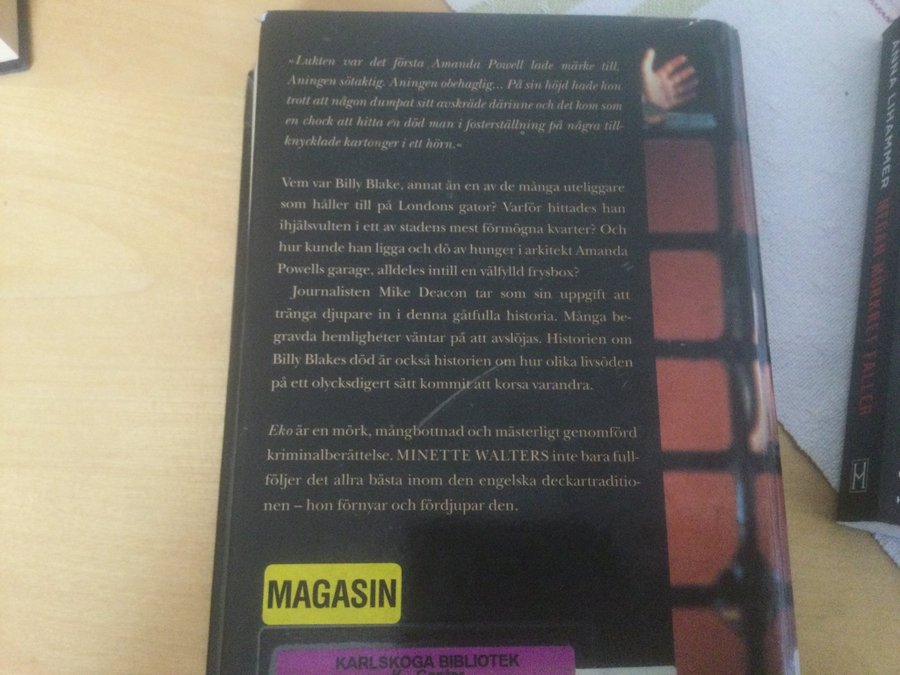 »Lukten var det första Amanda Powell lade märke till.
Aningen sötaktig. Aningen obehaglig... På sin höjd hade hon
trott att någon dumpat sitt avskräde därinne och det kom som
en chock att hitta en död man i fosterställning på några till-
knycklade kartonger i ett hörn.«
Vem var Billy Blake, annat än en av de många uteliggare
som håller till på Londons gator? Varför hittades han
ihjälsvulten i ett av stadens mest förmögna kvarter? Och
hur kunde han ligga och dö av hunger i arkitekt Amanda
Powells garage, alldeles intill en välfylld frysbox?
Journalisten Mike Deacon tar som sin uppgift att
tränga djupare in i denna gåtfulla historia. Många be-
gravda hemligheter väntar på att avslöjas. Historien om
Billy Blakes död är också historien om hur olika livsöden
på ett olycksdigert sätt kommit att korsa varandra.
Eko är en mörk, mångbottnad och mästerligt genomförd
kriminalberättelse. MINETTE WALTERS inte bara full-
följer det allra bästa inom den engelska deckartraditio-
nen – hon förnyar och fördjupar den.
MAGASIN
KARLSKOGA BIBLIOTEK
ANNA LIHAMMER MEDAN MÖRKRET FALLER